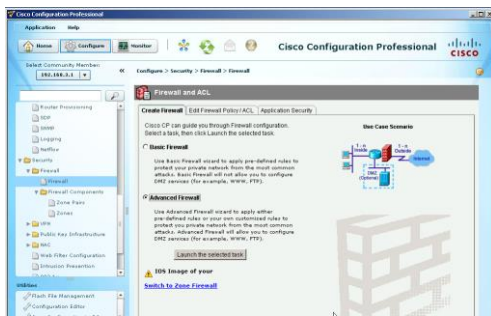 Cisco Configuration Professional
Application Help
Home Configure Monitor
Cisco Configuration Professional
CISCO
Select Community Member:
192.168.1.1
Configure > Security > Firewall > Firewall
Firewall and ACL
Router Provisioning
SDP
SNMP
Logging
Netflow
Security
Firewall
Firewall
Firewall Components
Zone Pairs
Zones
VPN
Public Key Infrastructure
NAC
Web Filter Configuration
Intrusion Prevention
Utilities
Flash File Management
Configuration Editor
Create Firewall Edit Firewall Policy / ACL Application Security
Cisco CP can guide you through Firewall configuration.
Select a task, then click Launch the selected task.
Use Case Scenario
Basic Firewall
Use Basic Firewall wizard to apply pre-defined rules to
protect your private network from the most common
attacks. Basic Firewall will not allow you to configure
DMZ services (for example, WWW, FTP).
1 - n Inside
1 - n Outside
Internet
DMZ (Optional)
Advanced Firewall
Use Advanced Firewall wizard to apply either
pre-defined rules or your own customised rules to
protect you private network from the most common
attacks. Advanced Firewall will allow you to configure
DMZ services (for example, WWW, FTP).
Launch the selected task
IOS Image of your
Switch to Zone Firewall